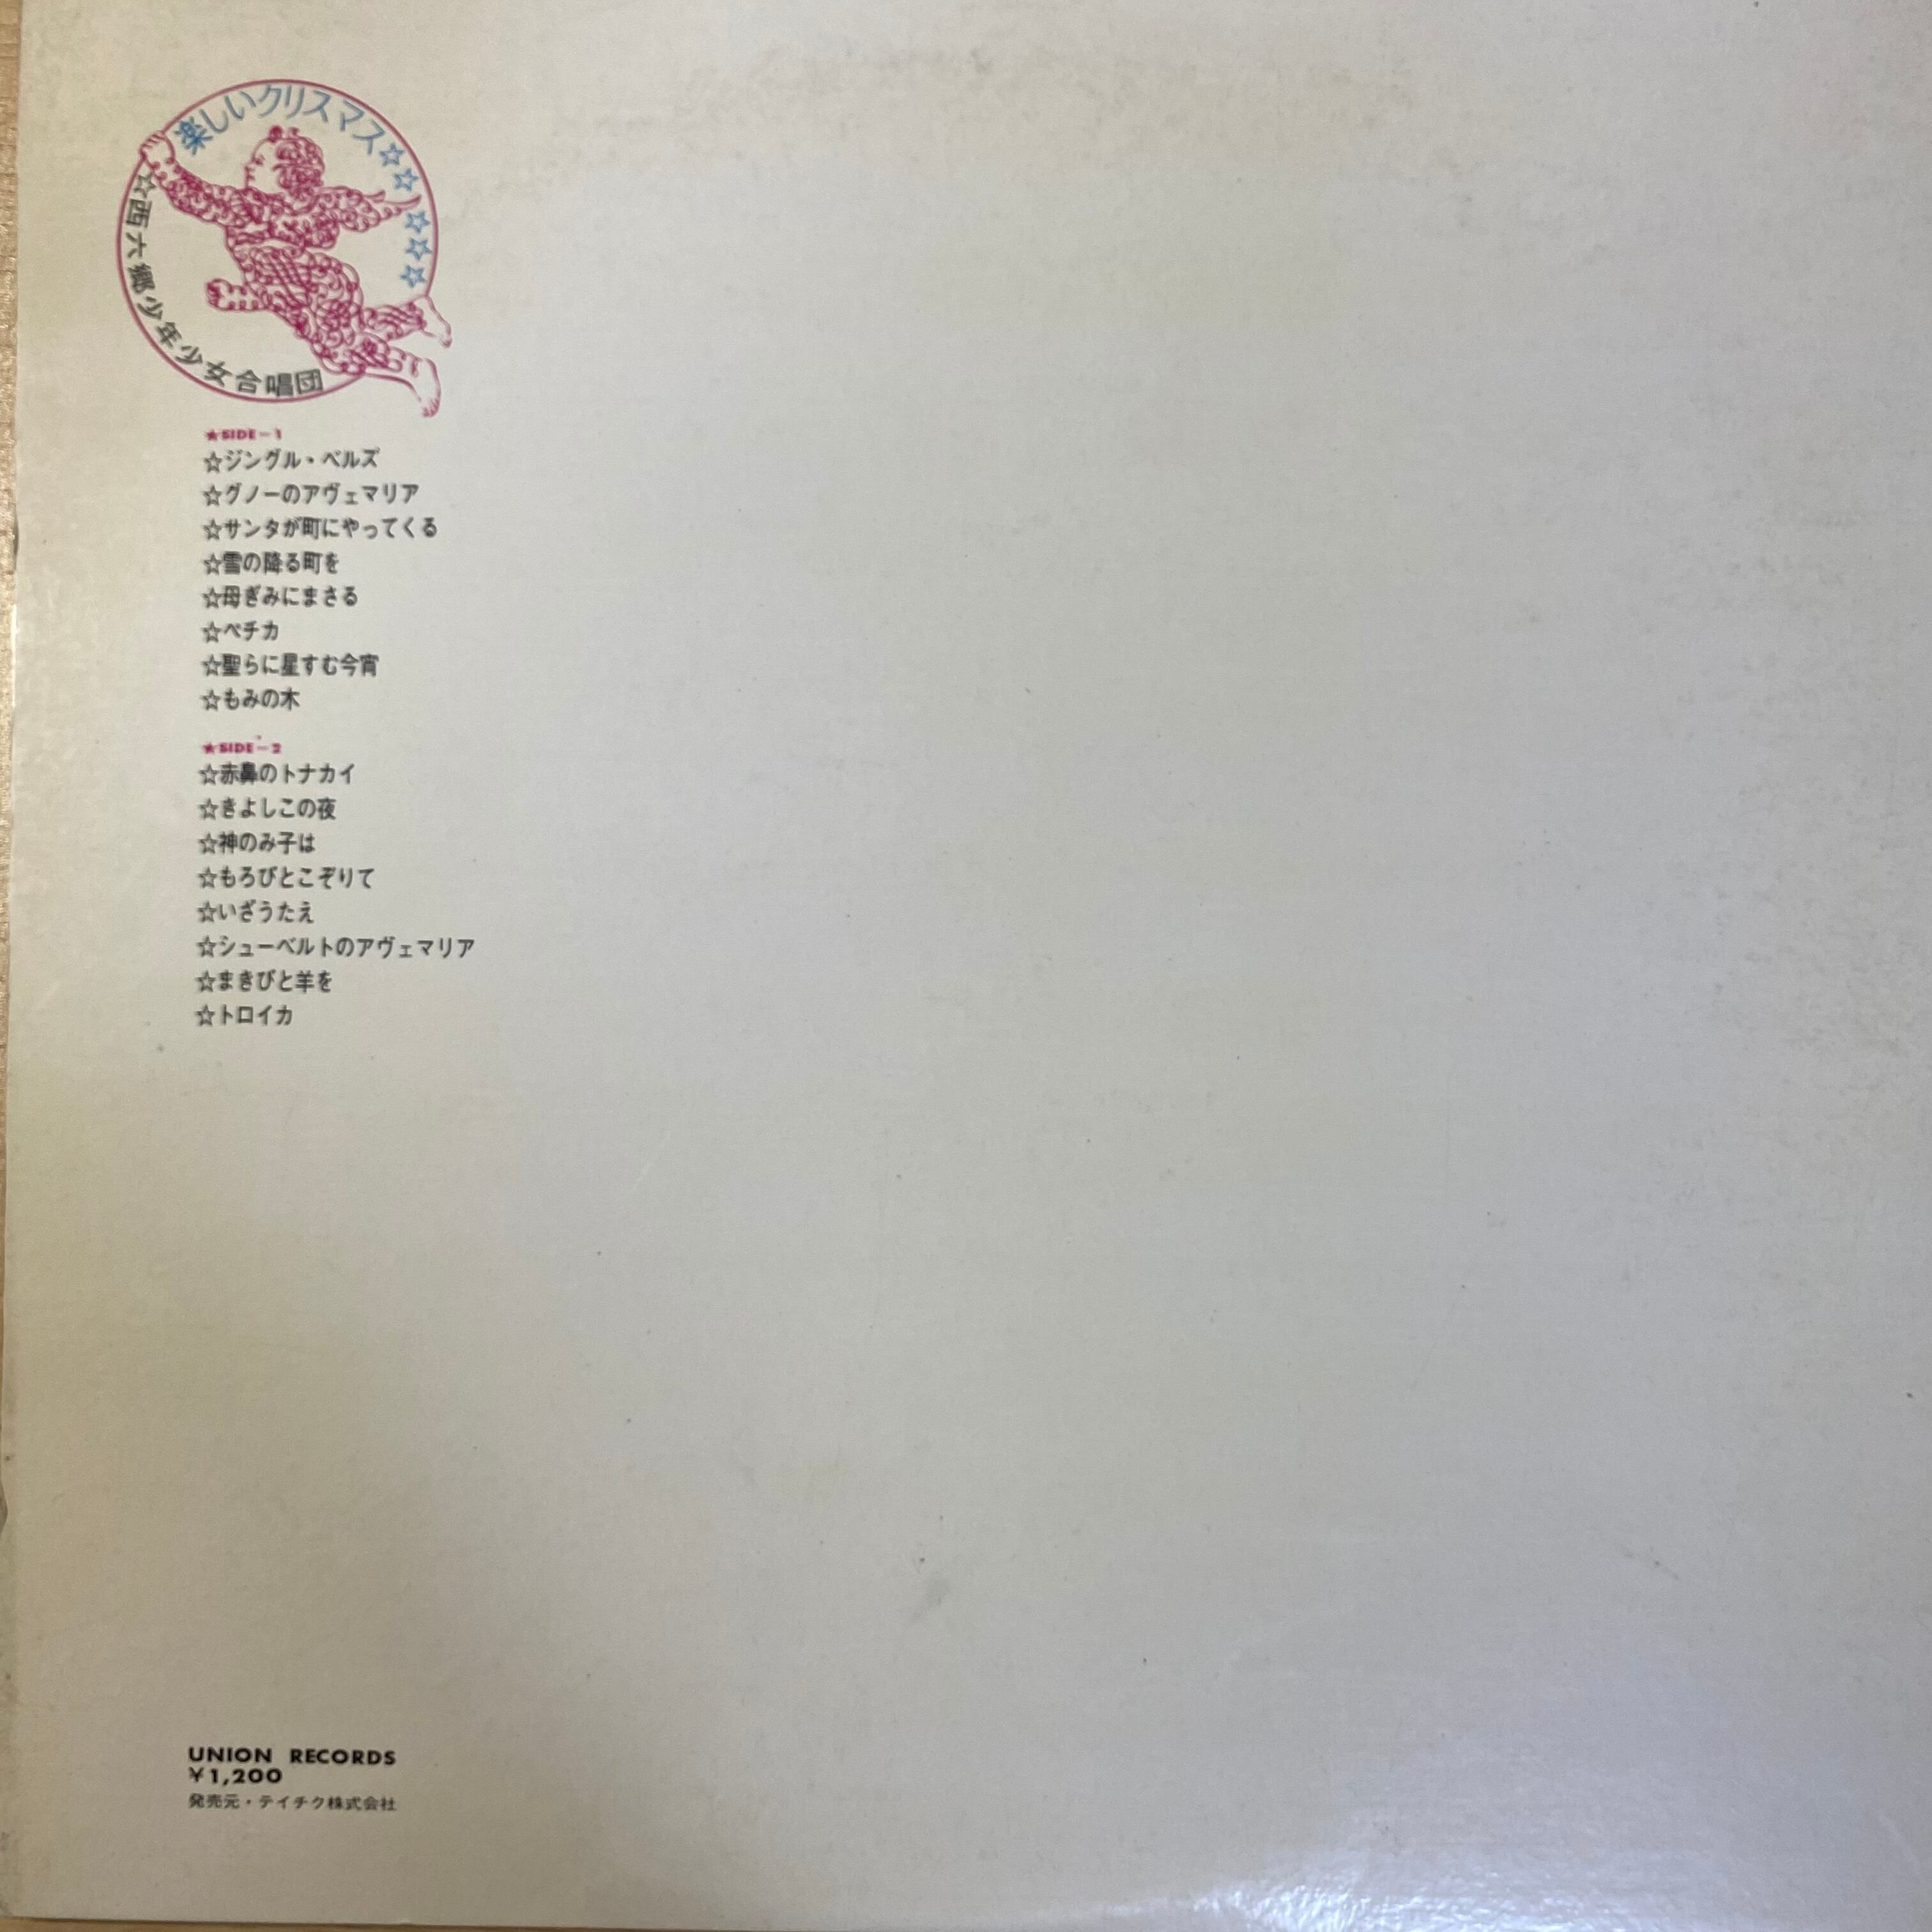 楽しいクリスマス☆☆☆☆☆
☆西六郷少年少女合唱団
★SIDE-1
☆ジングル・ベルズ
☆グノーのアヴェマリア
☆サンタが町にやってくる
☆雪の降る町を
☆母ぎみにまさる
☆ペチカ
☆聖らに星すむ今宵
☆もみの木
★SIDE-2
☆赤鼻のトナカイ
☆きよしこの夜
☆神のみ子は
☆もろびとこぞりて
☆いざうたえ
☆シューベルトのアヴェマリア
☆まきびと羊を
☆トロイカ
UNION RECORDS
¥1,200
発売元・テイチク株式会社